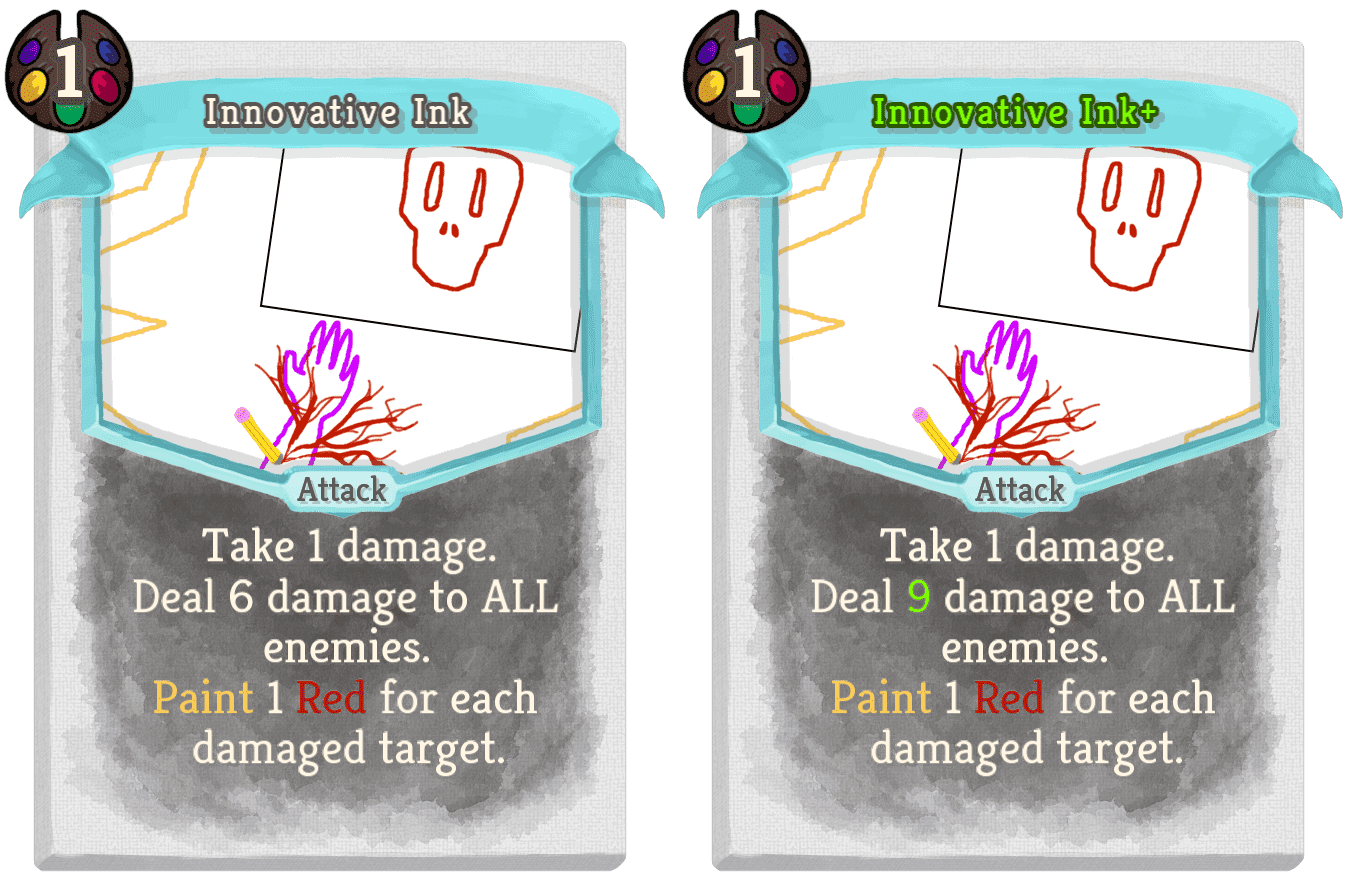 1
Innovative Ink
Attack
Take 1 damage.
Deal 6 damage to ALL
enemies.
Paint 1 Red for each
damaged target.
1
Innovative Ink+
Attack
Take 1 damage.
Deal 9 damage to ALL
enemies.
Paint 1 Red for each
damaged target.